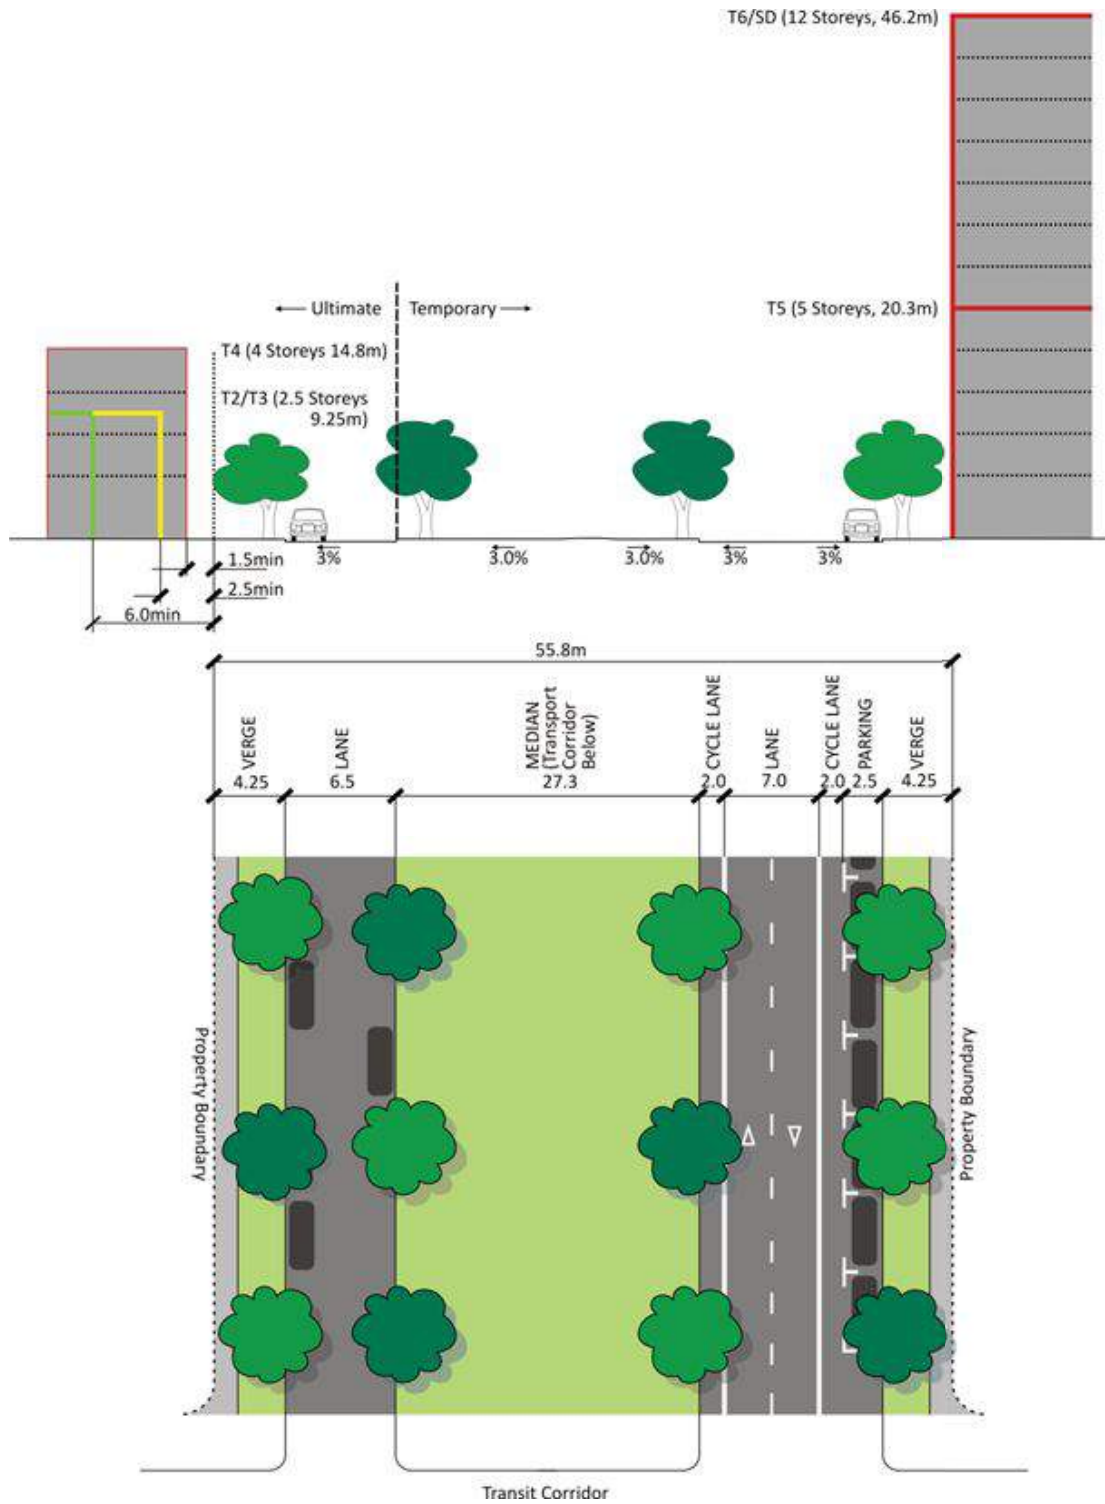 T6/SD (12 Storeys, 46.2m)
← Ultimate
Temporary →
T5 (5 Storeys, 20.3m)
T4 (4 Storeys 14.8m)
T2/T3 (2.5 Storeys
9.25m)
1.5min
3%
3.0%
3.0%
3%
3%
2.5min
6.0min
55.8m
VERGE
4.25
LANE
6.5
MEDIAN
(Transport
Corridor
Below)
27.3
CYCLE LANE
2.0
LANE
7.0
CYCLE LANE
2.0
PARKING
2.5
VERGE
4.25
Property Boundary
Property Boundary
Transit Corridor